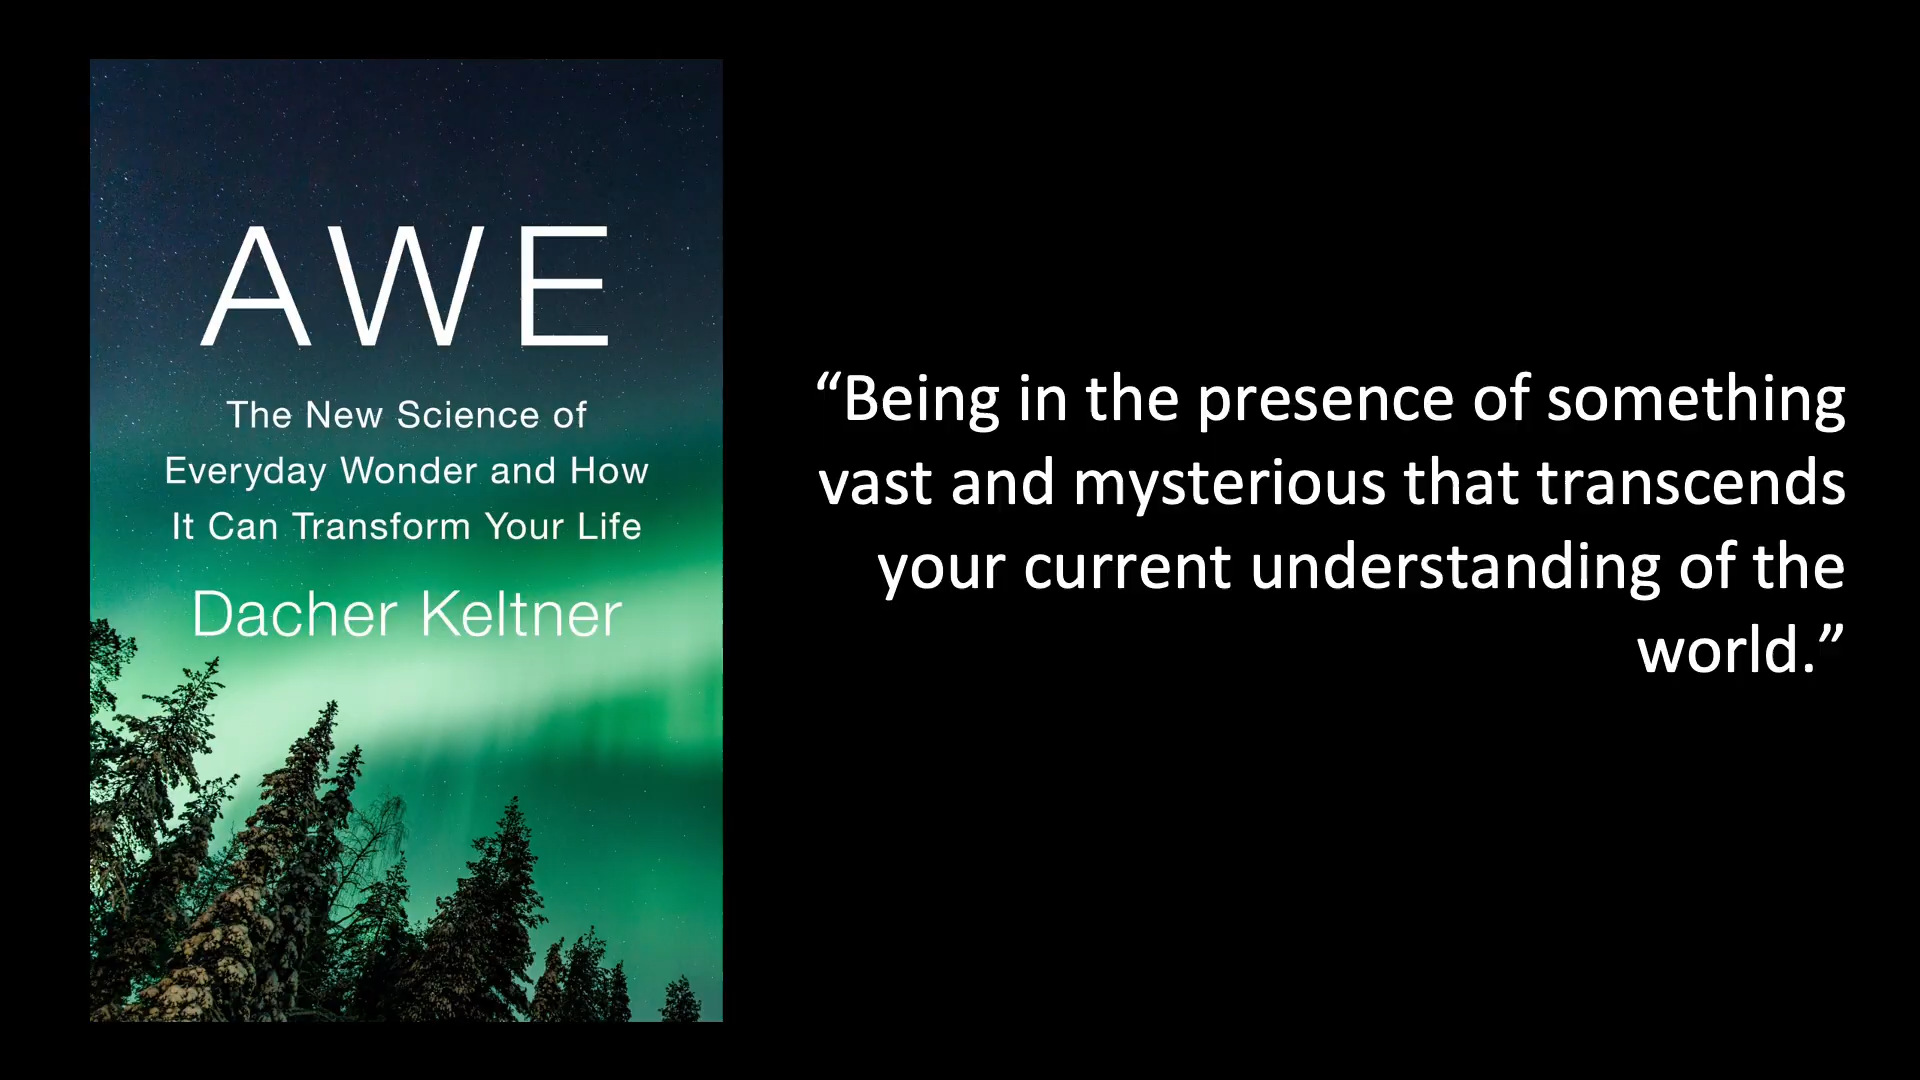 AWE
The New Science of
Everyday Wonder and How
It Can Transform Your Life
Dacher Keltner
“Being in the presence of something
vast and mysterious that transcends
your current understanding of the
world.”